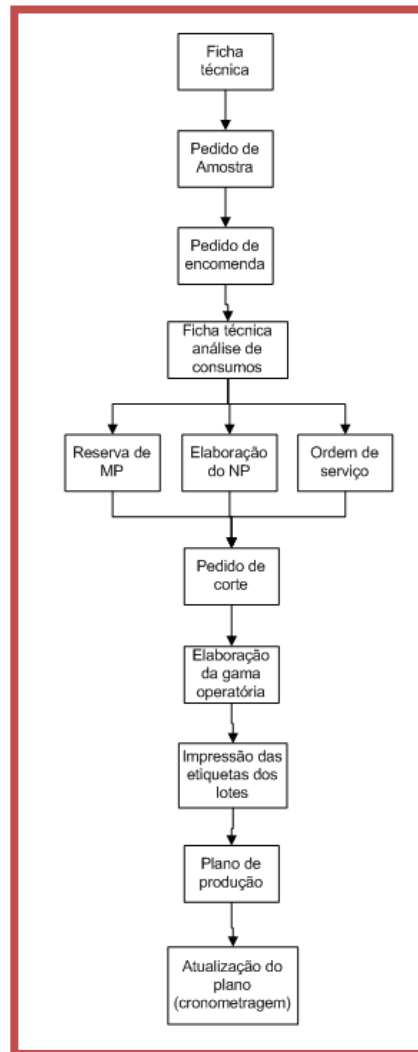 Ficha
técnica
Pedido de
Amostra
Pedido de
encomenda
Ficha técnica
análise de
consumos
Reserva de
MP
Elaboração
do NP
Ordem de
serviço
Pedido de
corte
Elaboração
da gama
operatória
Impressão das
etiquetas dos
lotes
Plano de
produção
Atualização do
plano
(cronometragem)